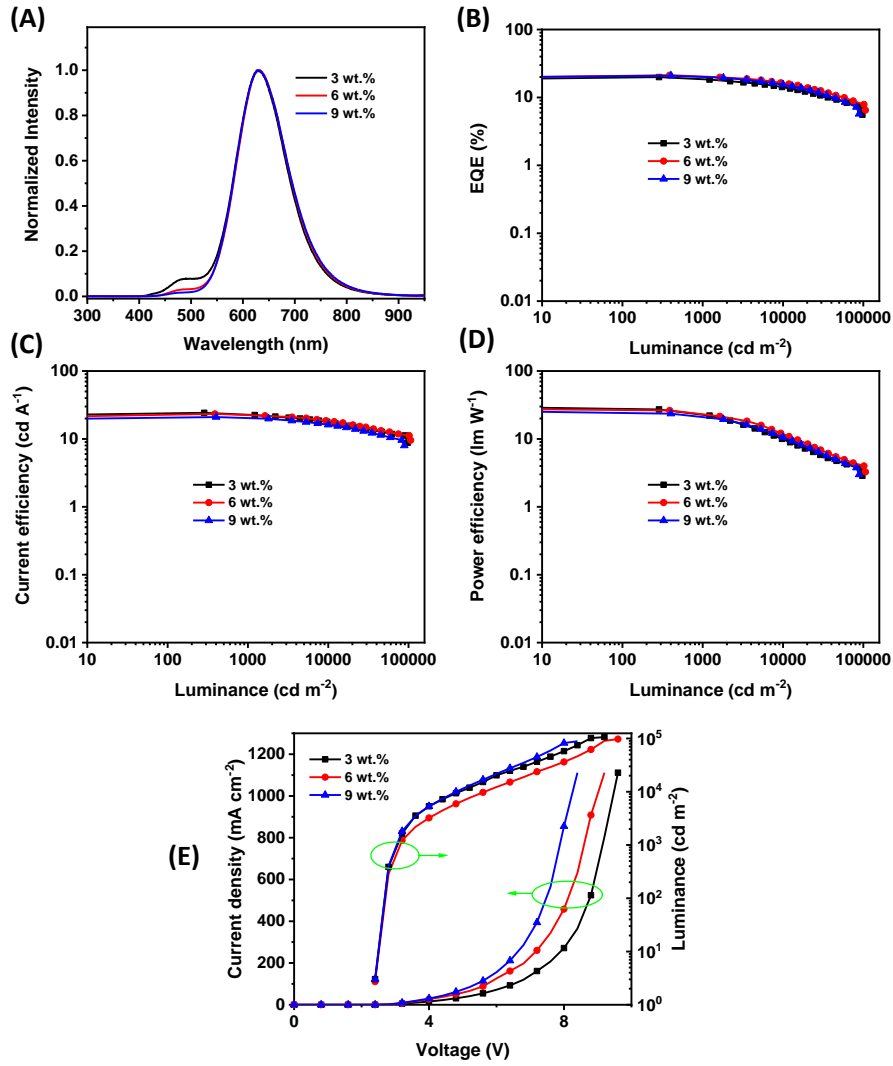 (A)
Normalized Intensity
1.0
0.8
0.6
0.4
0.2
0.0
3 wt.%
6 wt.%
9 wt.%
300 400 500 600 700 800 900
Wavelength (nm)
(B)
EQE (%)
100
10
1
0.1
0.01
3 wt.%
6 wt.%
9 wt.%
10 100 1000 10000 100000
Luminance (cd m⁻²)
(C)
Current efficiency (cd A⁻¹)
100
10
1
0.1
0.01
3 wt.%
6 wt.%
9 wt.%
10 100 1000 10000 100000
Luminance (cd m⁻²)
(D)
Power efficiency (lm W⁻¹)
100
10
1
0.1
0.01
3 wt.%
6 wt.%
9 wt.%
10 100 1000 10000 100000
Luminance (cd m⁻²)
(E)
Current density (mA cm⁻²)
1200
1000
800
600
400
200
0
3 wt.%
6 wt.%
9 wt.%
0 4 8
Voltage (V)
10⁵
10⁴
10³
10²
10¹
10⁰
Luminance (cd m⁻²)